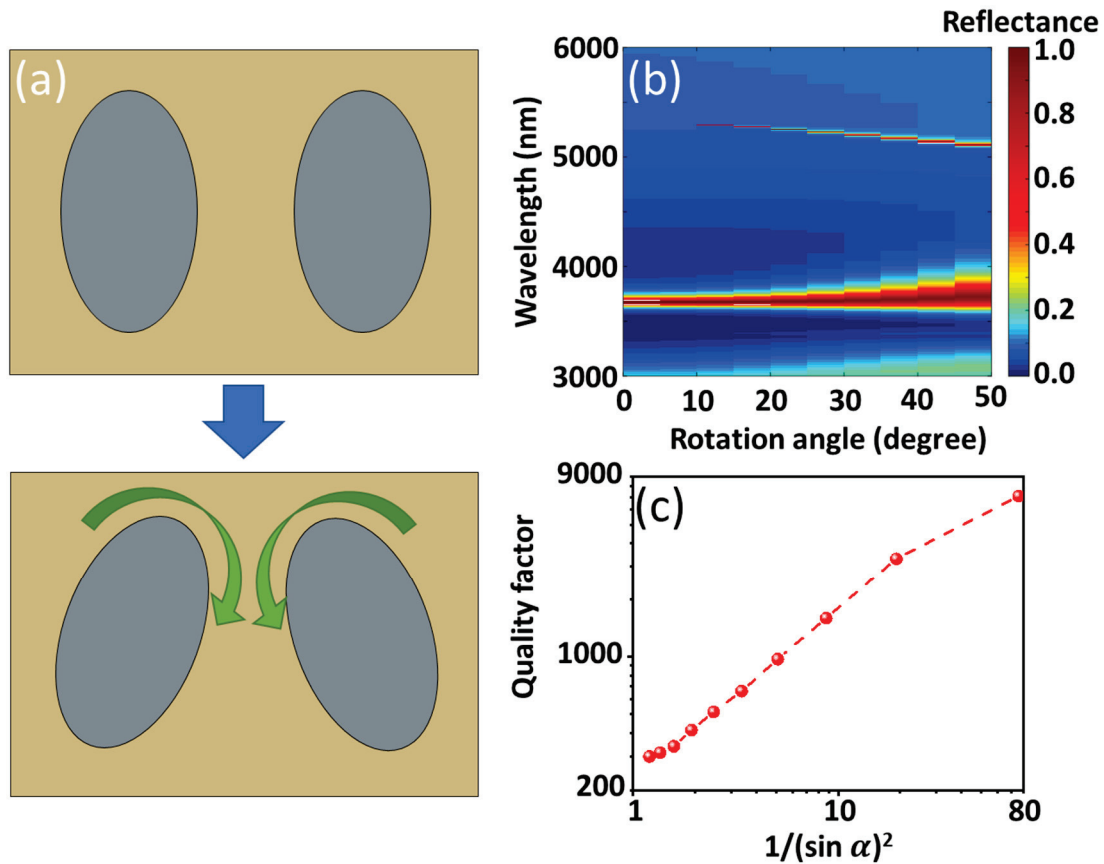 (a)
(b)
Reflectance
Wavelength (nm)
6000
5000
4000
3000
0 10 20 30 40 50
Rotation angle (degree)
1.0
0.8
0.6
0.4
0.2
0.0
(c)
Quality factor
9000
1000
200
1 10 80
1/(sin α)²